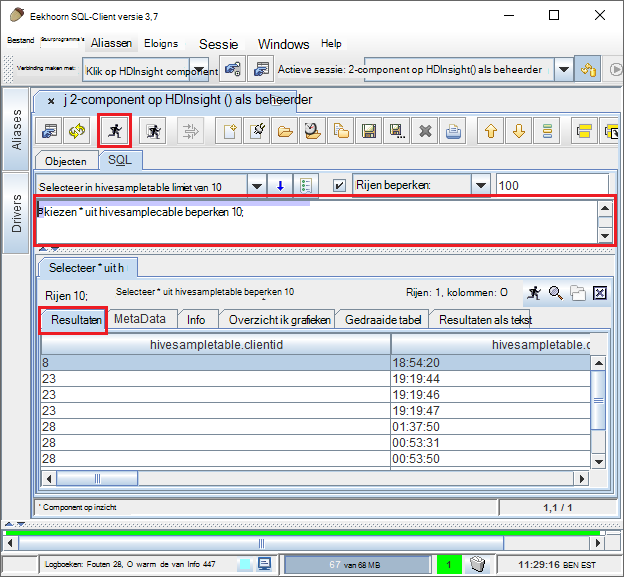 Eekhoorn SQL-Client versie 3,7
Bestand Stuurprogramma's Aliassen Eloigns Sessie Windows Help
Verbinding maken met: Klik op HDInsight component Actieve sessie: 2-component op HDInsight() als beheerder
Aliases
Drivers
× j 2-component op HDInsight () als beheerder
Objecten SQL
Selecteer in hivesampletable limiet van 10 Rijen beperken: 100
kiezen * uit hivesamplecable beperken 10;
Selecteer * uit h
Rijen 10; Selecteer * uit hivesampletable beperken 10 Rijen: 1, kolommen: O
Resultaten MetaData Info Overzicht ik grafieken Gedraaide tabel Resultaten als tekst
hivesampletable.clientid hivesampletable.c
8 18:54:20
23 19:19:44
23 19:19:46
23 19:19:47
28 01:37:50
28 00:53:31
28 00:53:50
' Component op inzicht 1,1 / 1
Logboeken: Fouten 28, O warm de van Info 447 67 van 68 MB 1 11:29:16 BEN EST